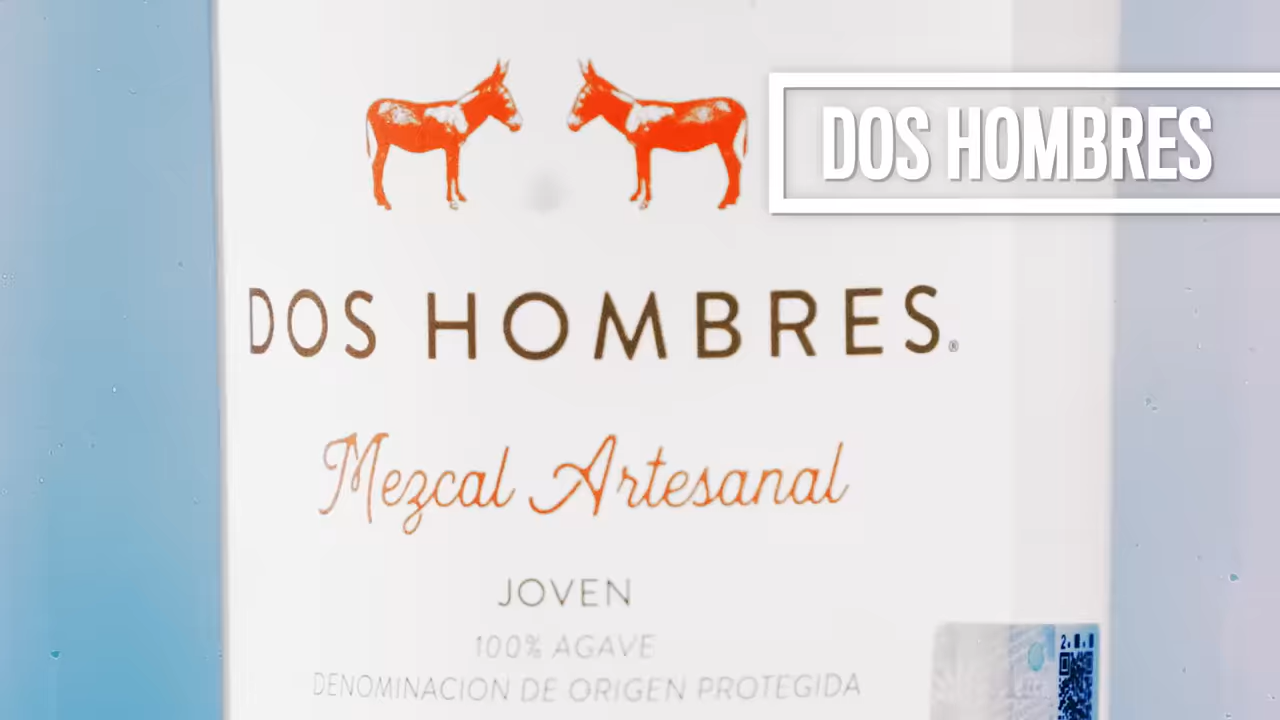 DOS HOMBRES
DOS HOMBRES®
Mezcal Artesanal
JOVEN
100% AGAVE
DENOMINACION DE ORIGEN PROTEGIDA